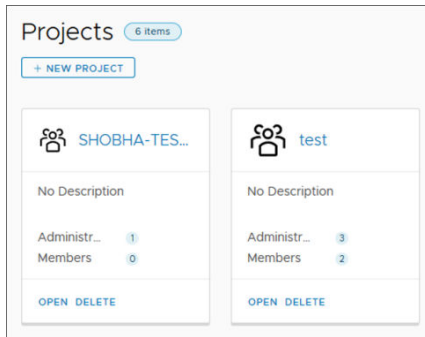 Projects 6 items
+ NEW PROJECT
SHOBHA-TES...
No Description
Administr... 1
Members 0
OPEN DELETE
test
No Description
Administr... 3
Members 2
OPEN DELETE